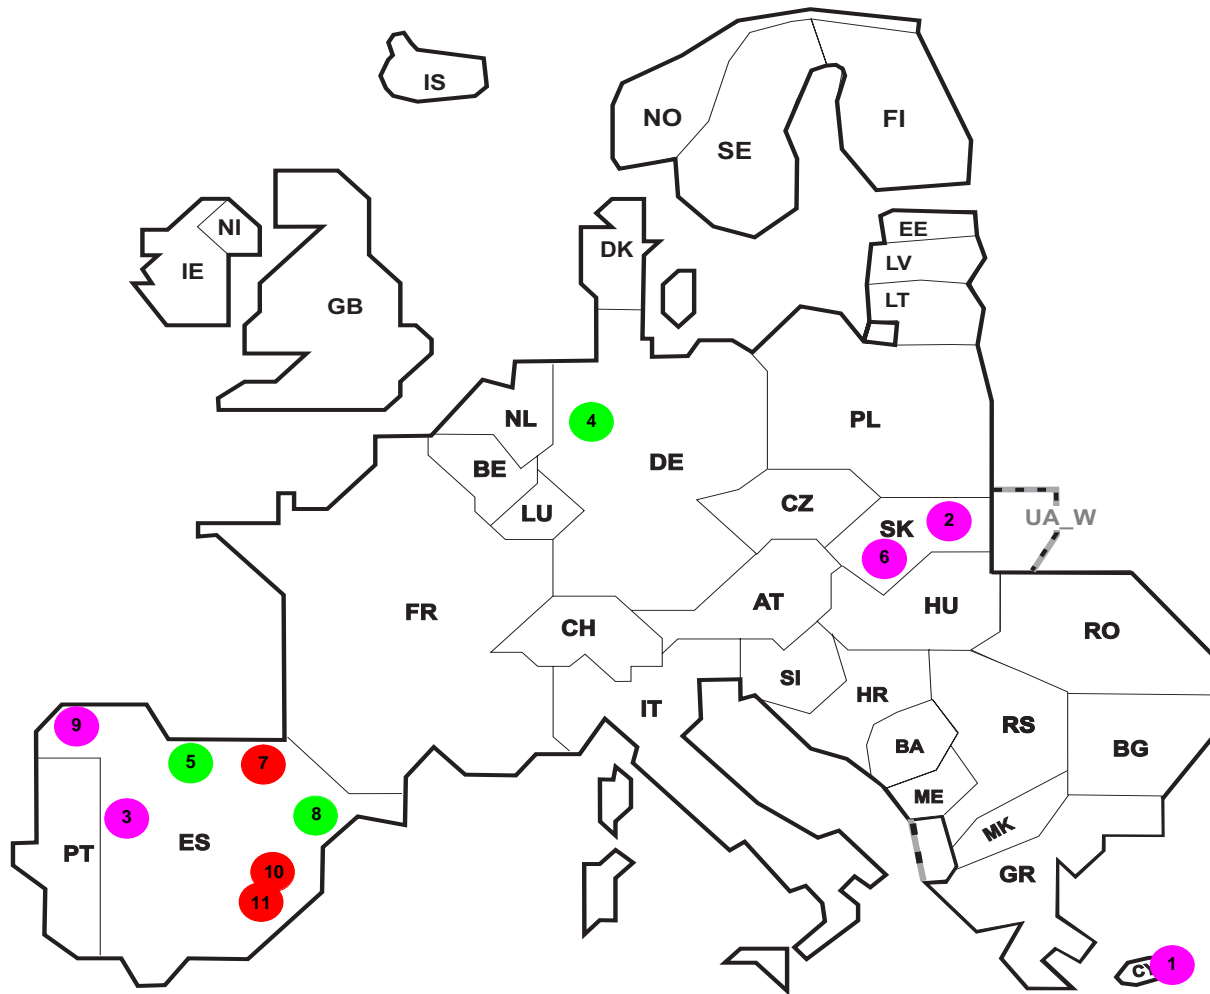 IS
NO
SE
FI
NI
IE
GB
DK
EE
LV
LT
NL
4
PL
BE
DE
LU
CZ
SK
2
UA_W
6
FR
CH
AT
HU
RO
SI
HR
IT
RS
BA
BG
9
5
7
ME
3
8
ES
PT
MK
GR
10
11
CY
1